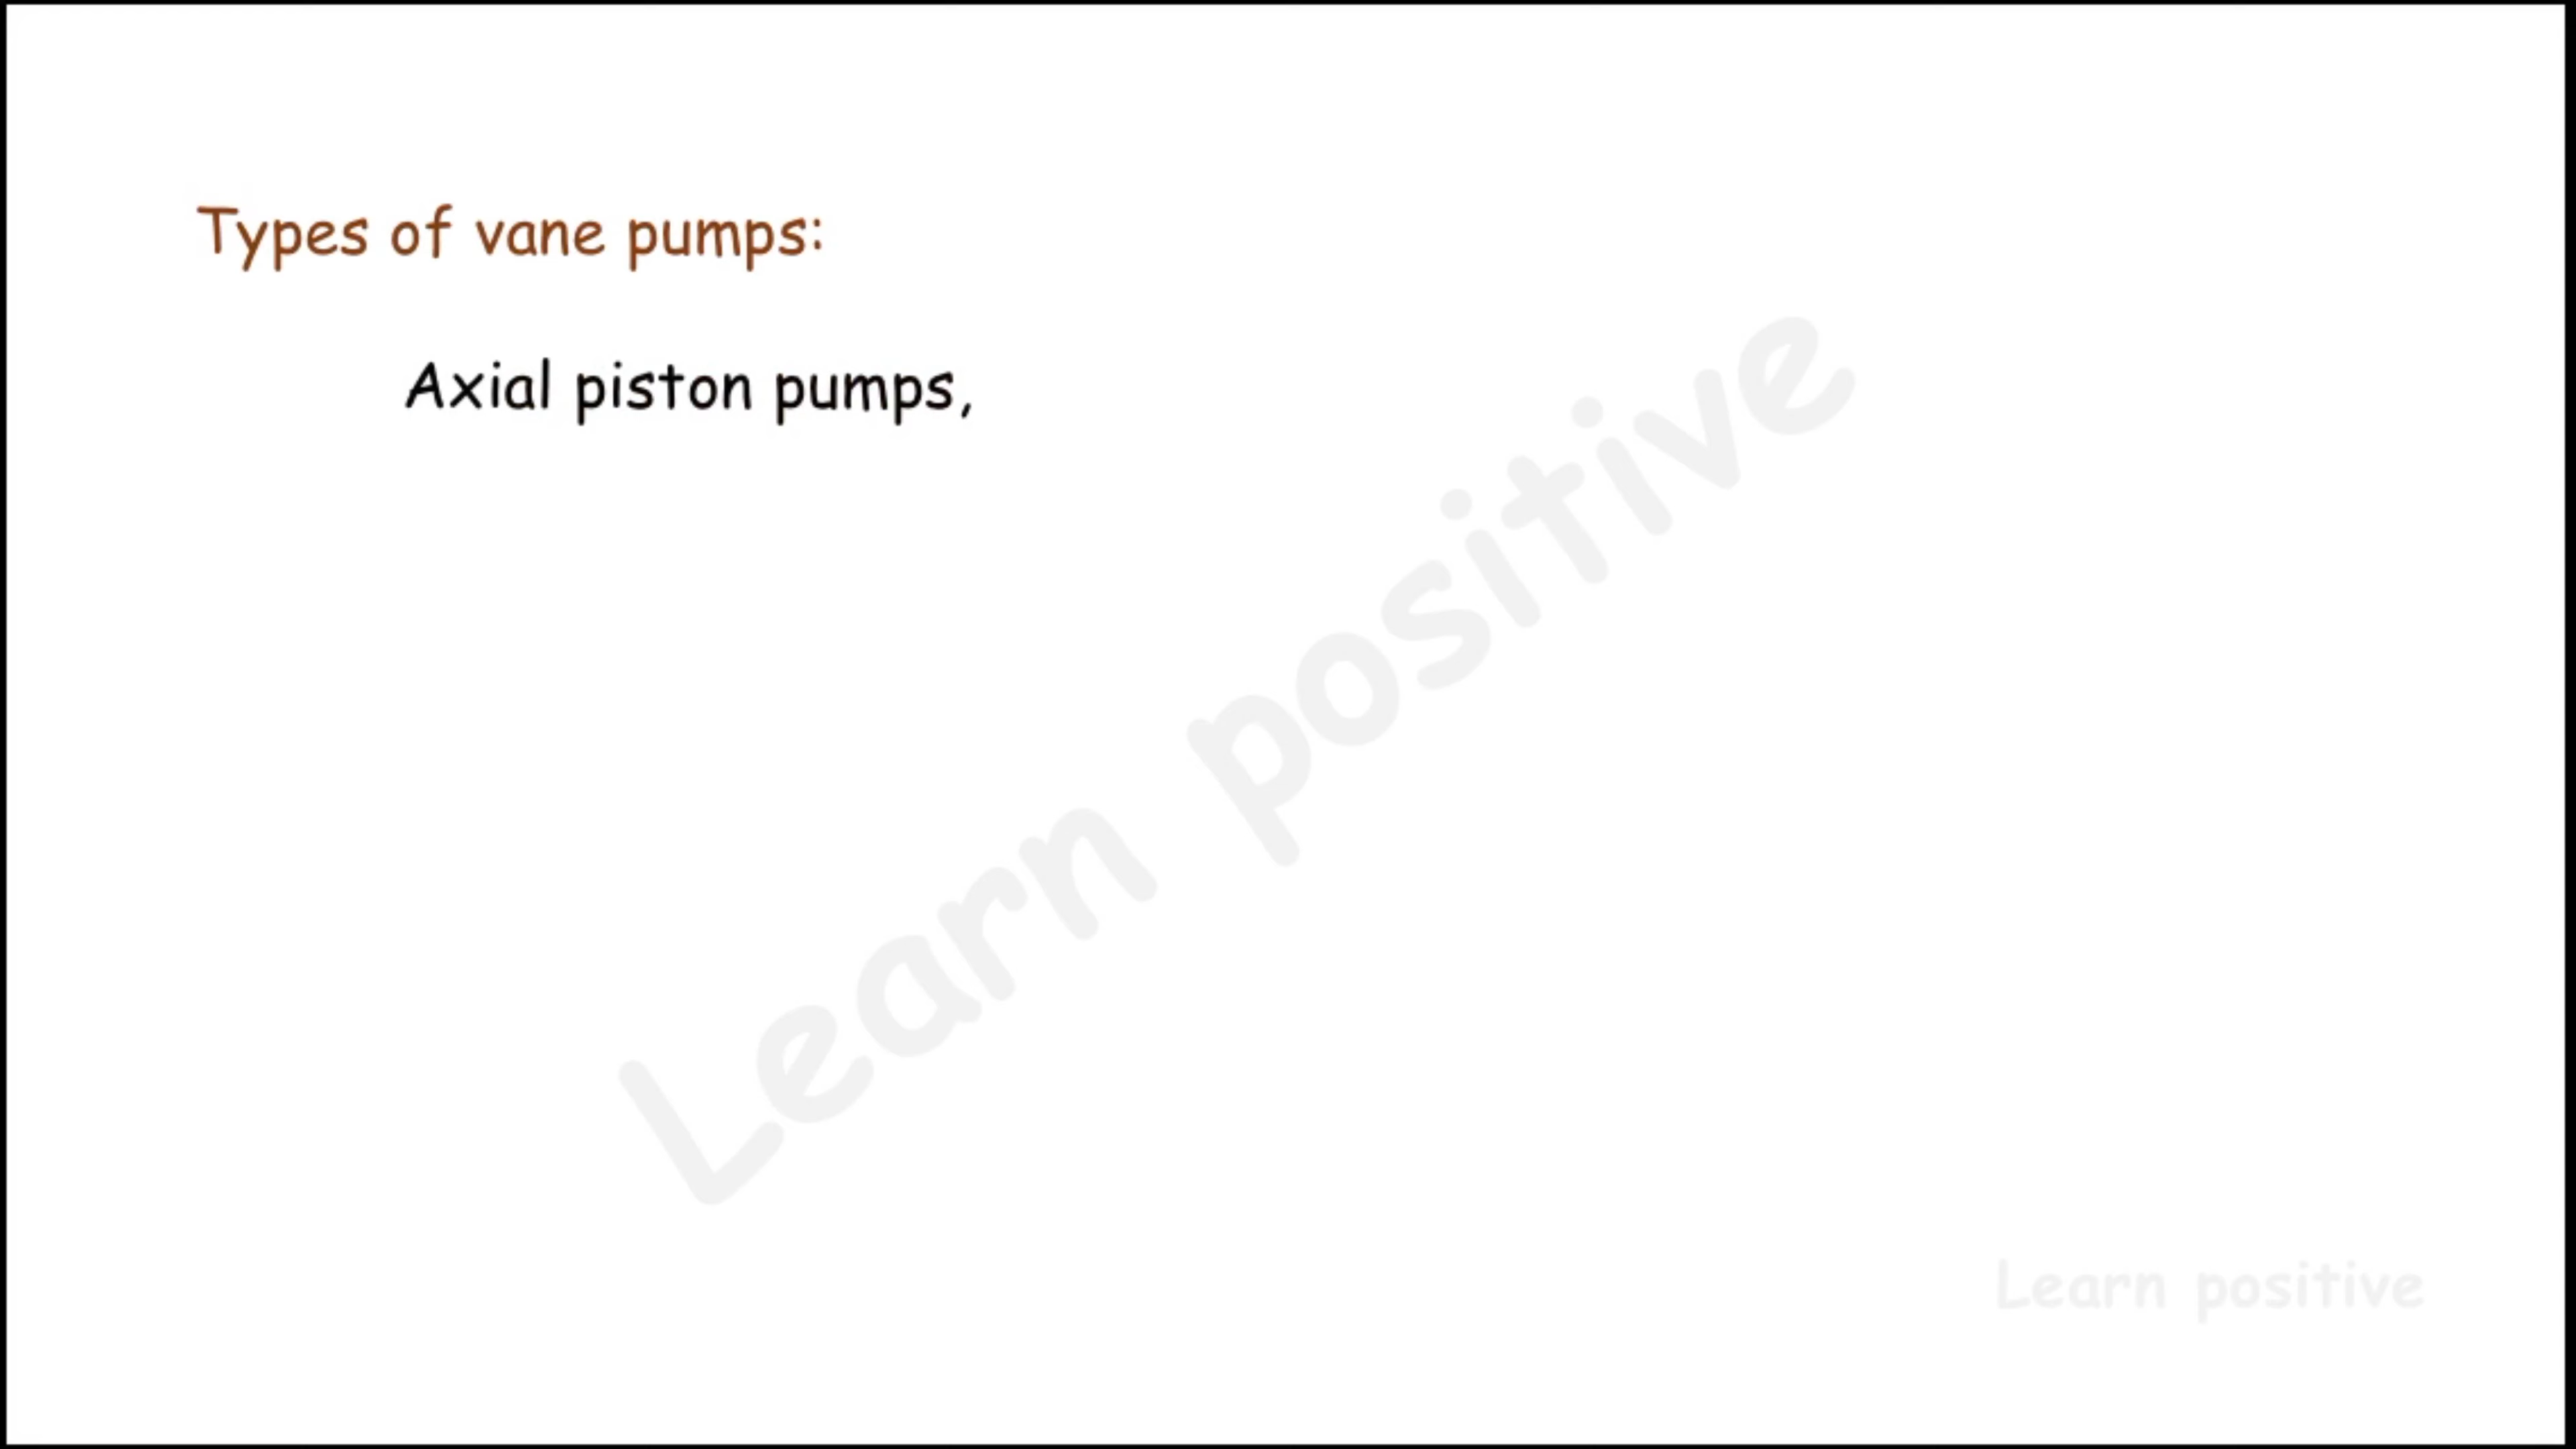 Types of vane pumps:
Axial piston pumps,
Learn positive
Learn positive